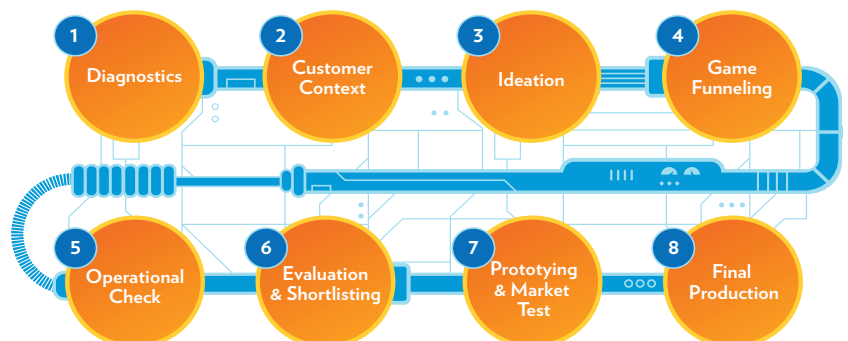 1
Diagnostics
2
Customer
Context
3
Ideation
4
Game
Funneling
5
Operational
Check
6
Evaluation
& Shortlisting
7
Prototying
& Market
Test
8
Final
Production